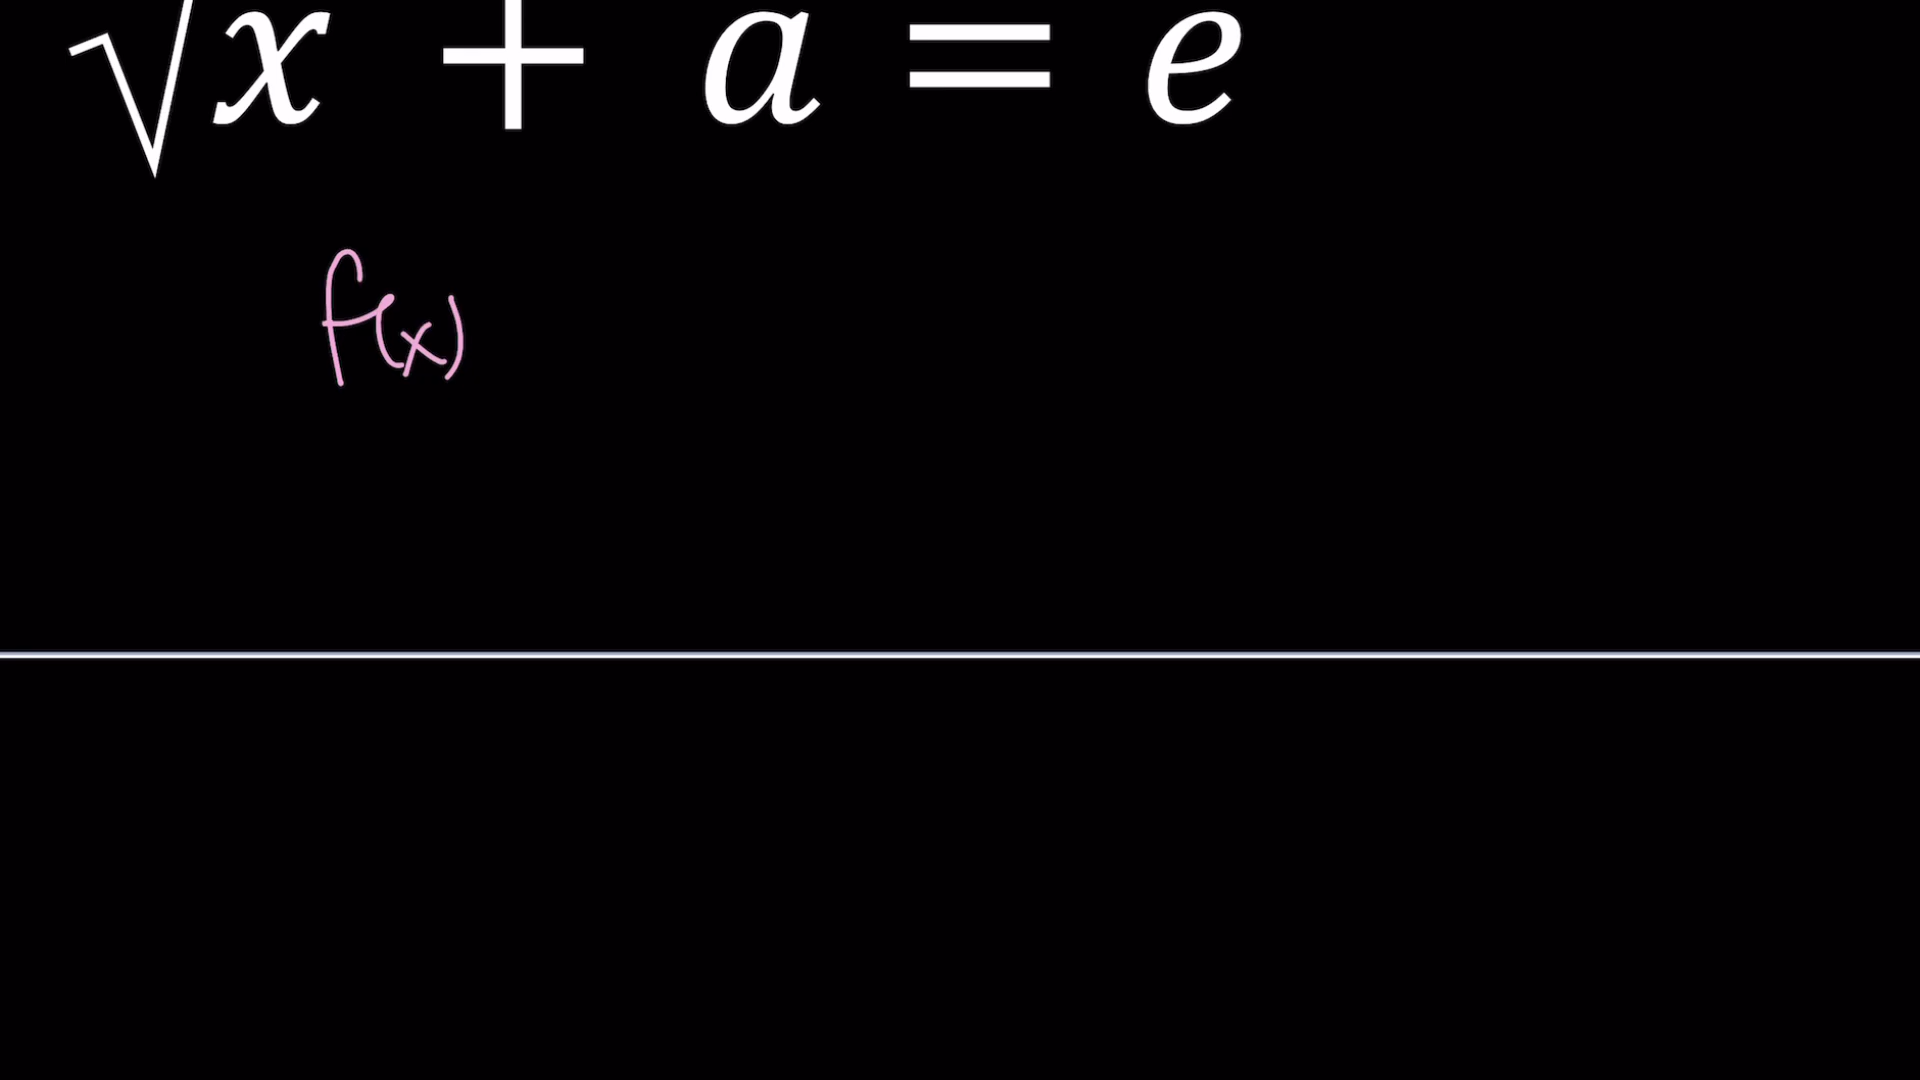 √x + a = e
f(x)